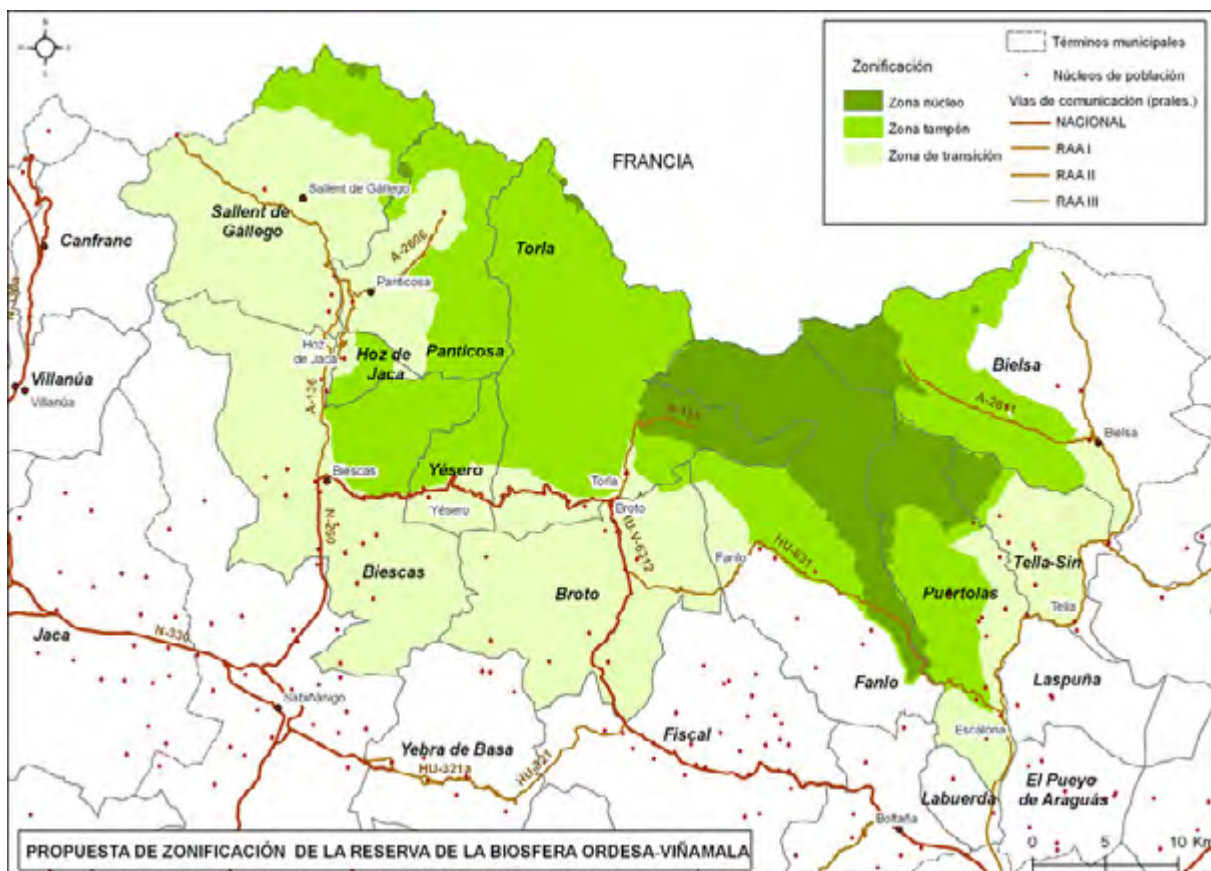 Zonificación
Zona núcleo
Zona tampón
Zona de transición
Términos municipales
Núcleos de población
Vías de comunicación (prales.)
NACIONAL
RAA I
RAA II
RAA III
FRANCIA
Sallent de Gállego
Sallent de
Gállego
Canfranc
A-2606
Torla
Panticosa
Hoz
de Jaca
Hoz de
Jaca
Panticosa
Bielsa
Villanúa
Villanúa
A-136
A-2611
Bielsa
Biescas
Yésero
Torla
Yésero
Broto
N-260
HU-631
Fanlo
Biescas
Broto
Tella-Sin
Puértolas
Tella
Jaca
N-330
Fanlo
Laspuña
Sabiñánigo
Escalona
Yebra de Basa
Fiscal
HU-321a
HU-321
Labuerda
El Pueyo
de Araguás
Boltaña
0 5 10 Km
PROPUESTA DE ZONIFICACIÓN DE LA RESERVA DE LA BIOSFERA ORDESA-VIÑAMALA